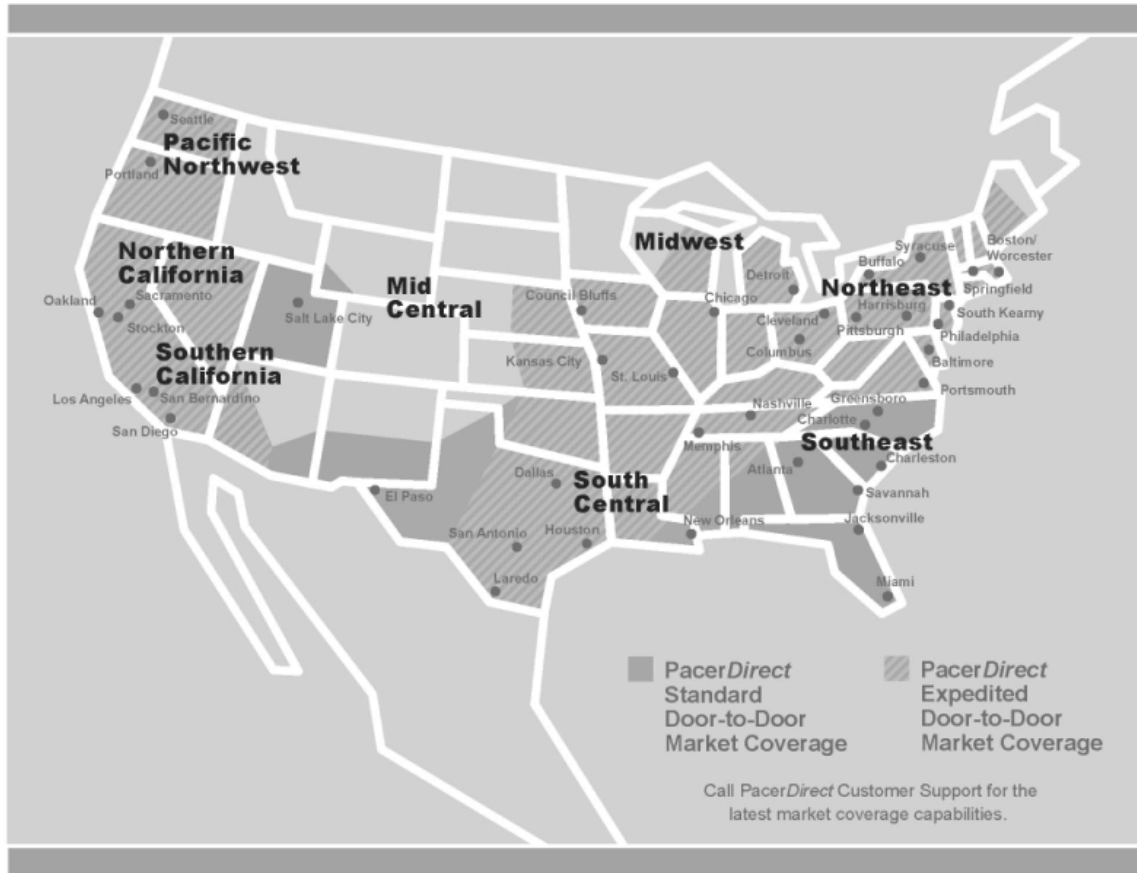 Seattle
Pacific
Northwest
Portland
Northern
California
Sacramento
Oakland
Stockton
Southern
California
Los Angeles
San Bernardino
San Diego
Salt Lake City
Mid
Central
Midwest
Council Bluffs
Kansas City
St. Louis
Chicago
Detroit
Cleveland
Columbus
Northeast
Syracuse
Buffalo
Boston/
Worcester
Springfield
Harrisburg
South Kearny
Pittsburgh
Philadelphia
Baltimore
Portsmouth
Greensboro
Nashville
Charlotte
Memphis
Southeast
Atlanta
Charleston
Savannah
Jacksonville
Miami
South
Central
Dallas
El Paso
San Antonio
Houston
New Orleans
Laredo
PacerDirect
Standard
Door-to-Door
Market Coverage
PacerDirect
Expedited
Door-to-Door
Market Coverage
Call PacerDirect Customer Support for the
latest market coverage capabilities.